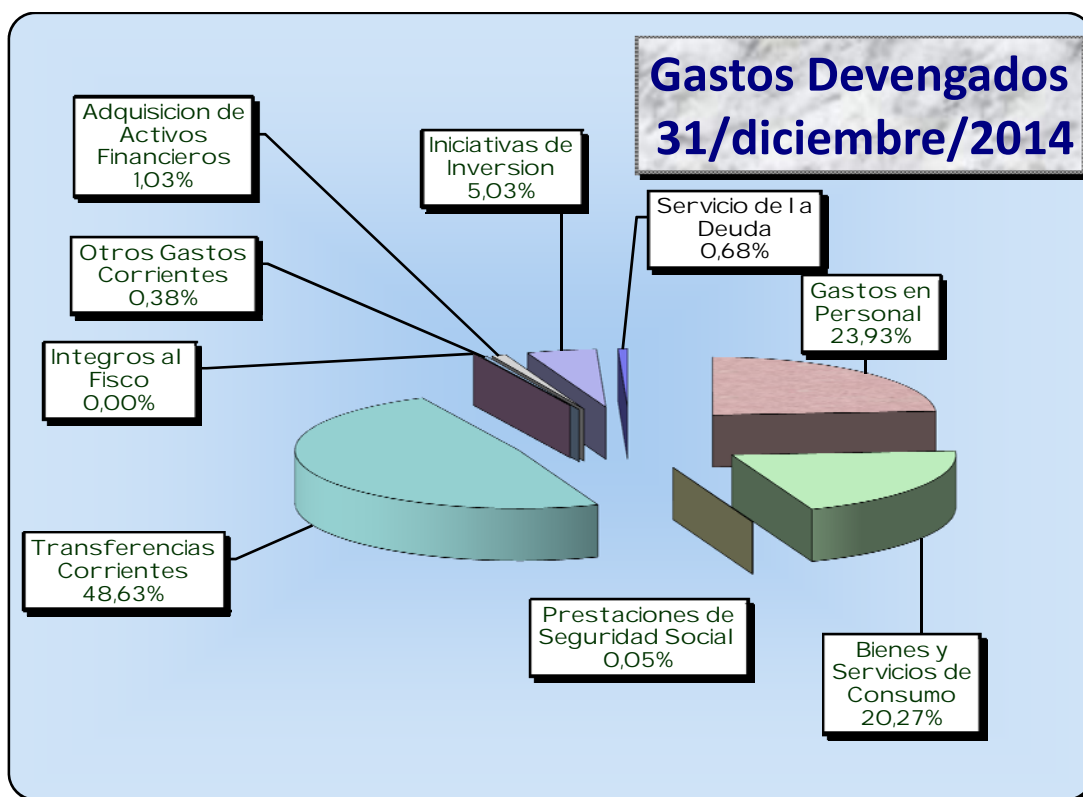 Gastos Devengados
31/diciembre/2014
Adquisicion de
Activos
Financieros
1,03%
Iniciativas de
Inversion
5,03%
Servicio de la
Deuda
0,68%
Otros Gastos
Corrientes
0,38%
Gastos en
Personal
23,93%
Integros al
Fisco
0,00%
Transferencias
Corrientes
48,63%
Prestaciones de
Seguridad Social
0,05%
Bienes y
Servicios de
Consumo
20,27%